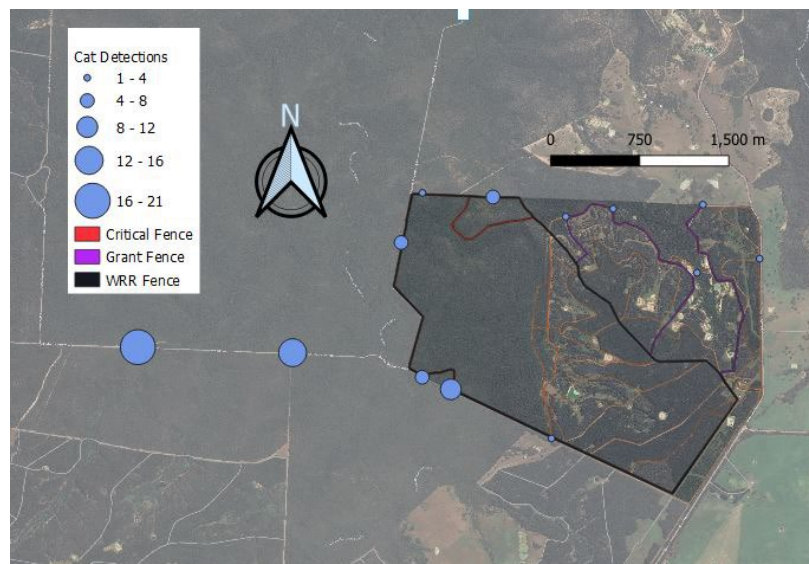 Cat Detections
1 - 4
4 - 8
8 - 12
12 - 16
16 - 21
Critical Fence
Grant Fence
WRR Fence
N
0 750 1,500 m